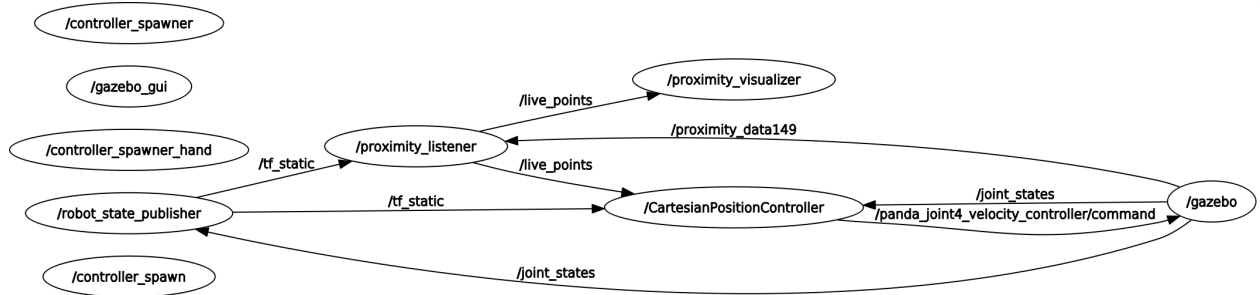 /controller_spawner
/gazebo_gui
/proximity_visualizer
/live_points
/proximity_data149
/controller_spawner_hand
/proximity_listener
/tf_static
/live_points
/joint_states
/tf_static
/robot_state_publisher
/CartesianPositionController
/gazebo
/panda_joint4_velocity_controller/command
/controller_spawn
/joint_states